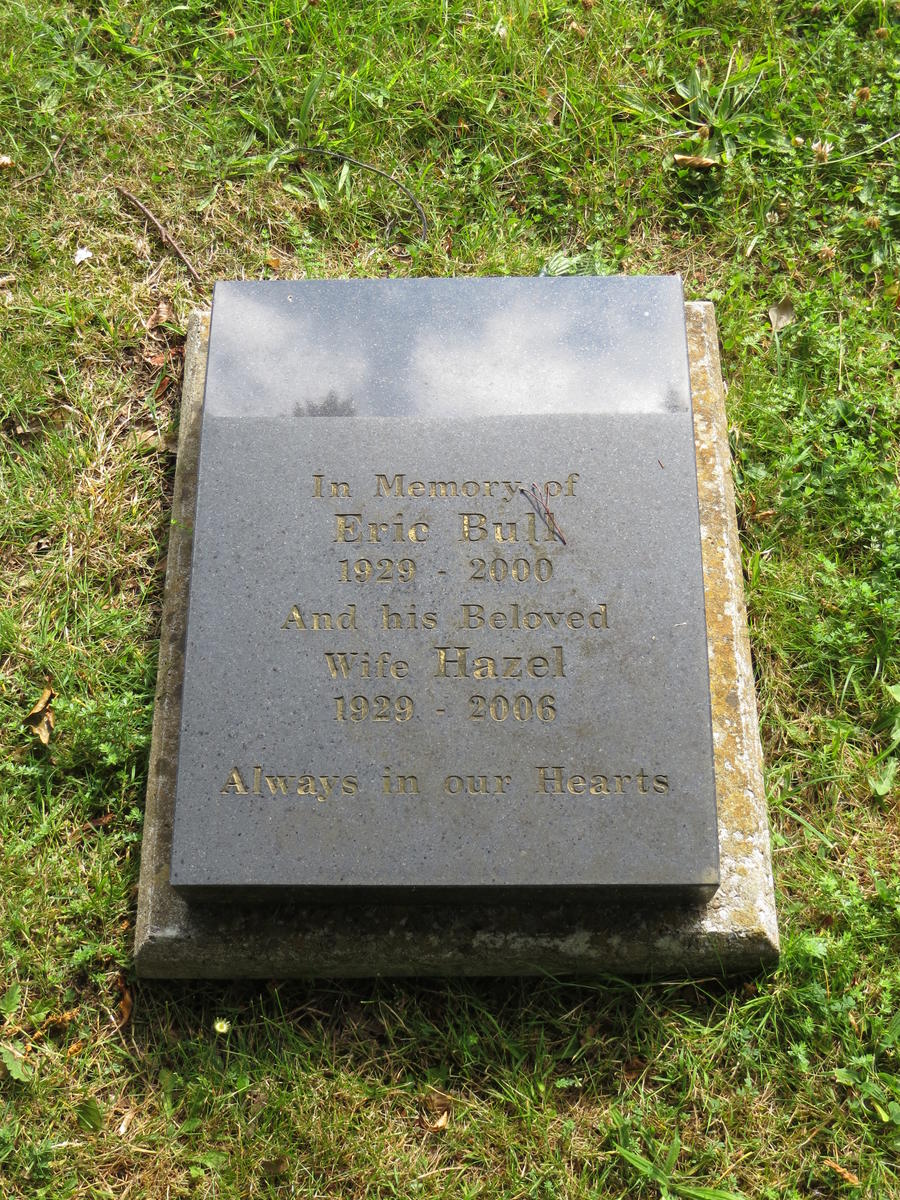 In Memory of
Eric Bull
1929 - 2000
And his Beloved
Wife Hazel
1929 - 2006
Always in our Hearts